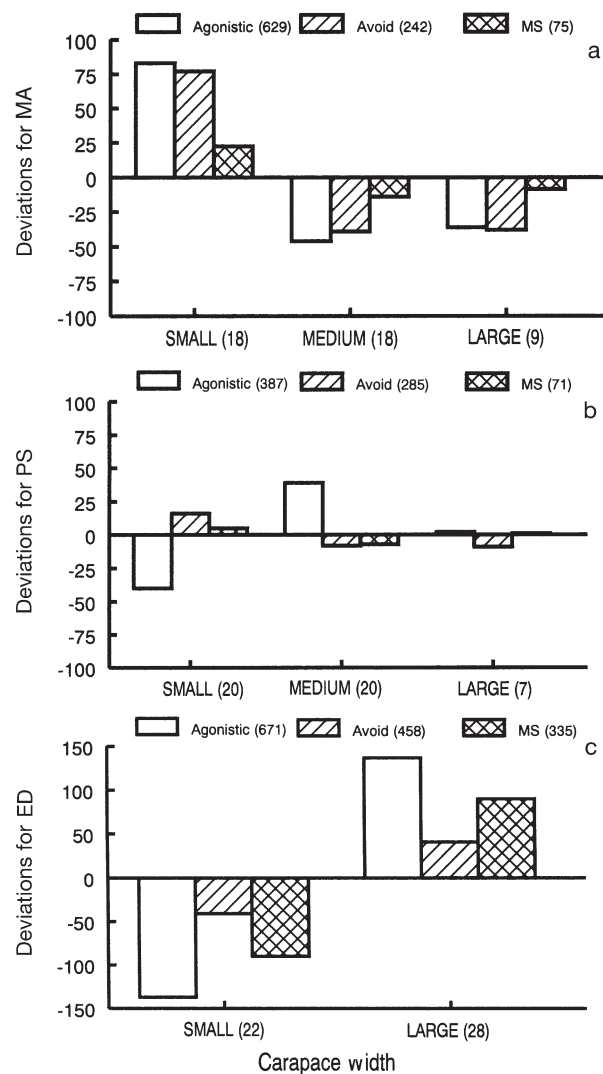 Agonistic (629) Avoid (242) MS (75)
a
Deviations for MA
100
75
50
25
0
-25
-50
-75
-100
SMALL (18) MEDIUM (18) LARGE (9)
Agonistic (387) Avoid (285) MS (71)
b
Deviations for PS
100
75
50
25
0
-25
-50
-75
-100
SMALL (20) MEDIUM (20) LARGE (7)
Agonistic (671) Avoid (458) MS (335)
c
Deviations for ED
150
100
50
0
-50
-100
-150
SMALL (22) LARGE (28)
Carapace width